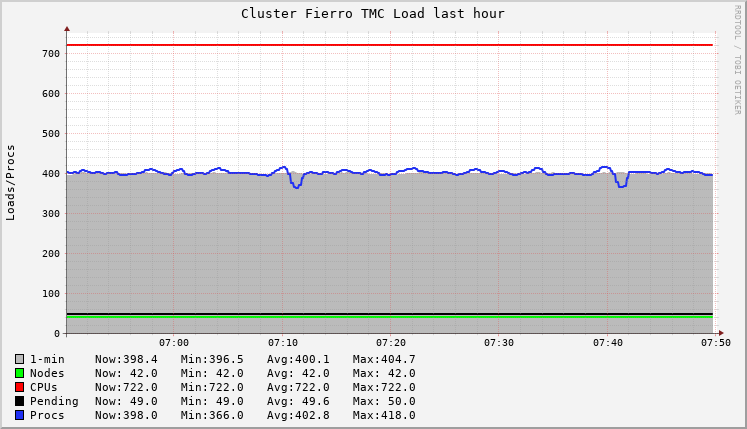 Cluster Fierro TMC Load last hour
RRDTOOL / TOBI OETIKER
Loads/Procs
700
600
500
400
300
200
100
0
07:00 07:10 07:20 07:30 07:40 07:50
1-min Now:398.4 Min:396.5 Avg:400.1 Max:404.7
Nodes Now: 42.0 Min: 42.0 Avg: 42.0 Max: 42.0
CPUs Now:722.0 Min:722.0 Avg:722.0 Max:722.0
Pending Now: 49.0 Min: 49.0 Avg: 49.6 Max: 50.0
Procs Now:398.0 Min:366.0 Avg:402.8 Max:418.0